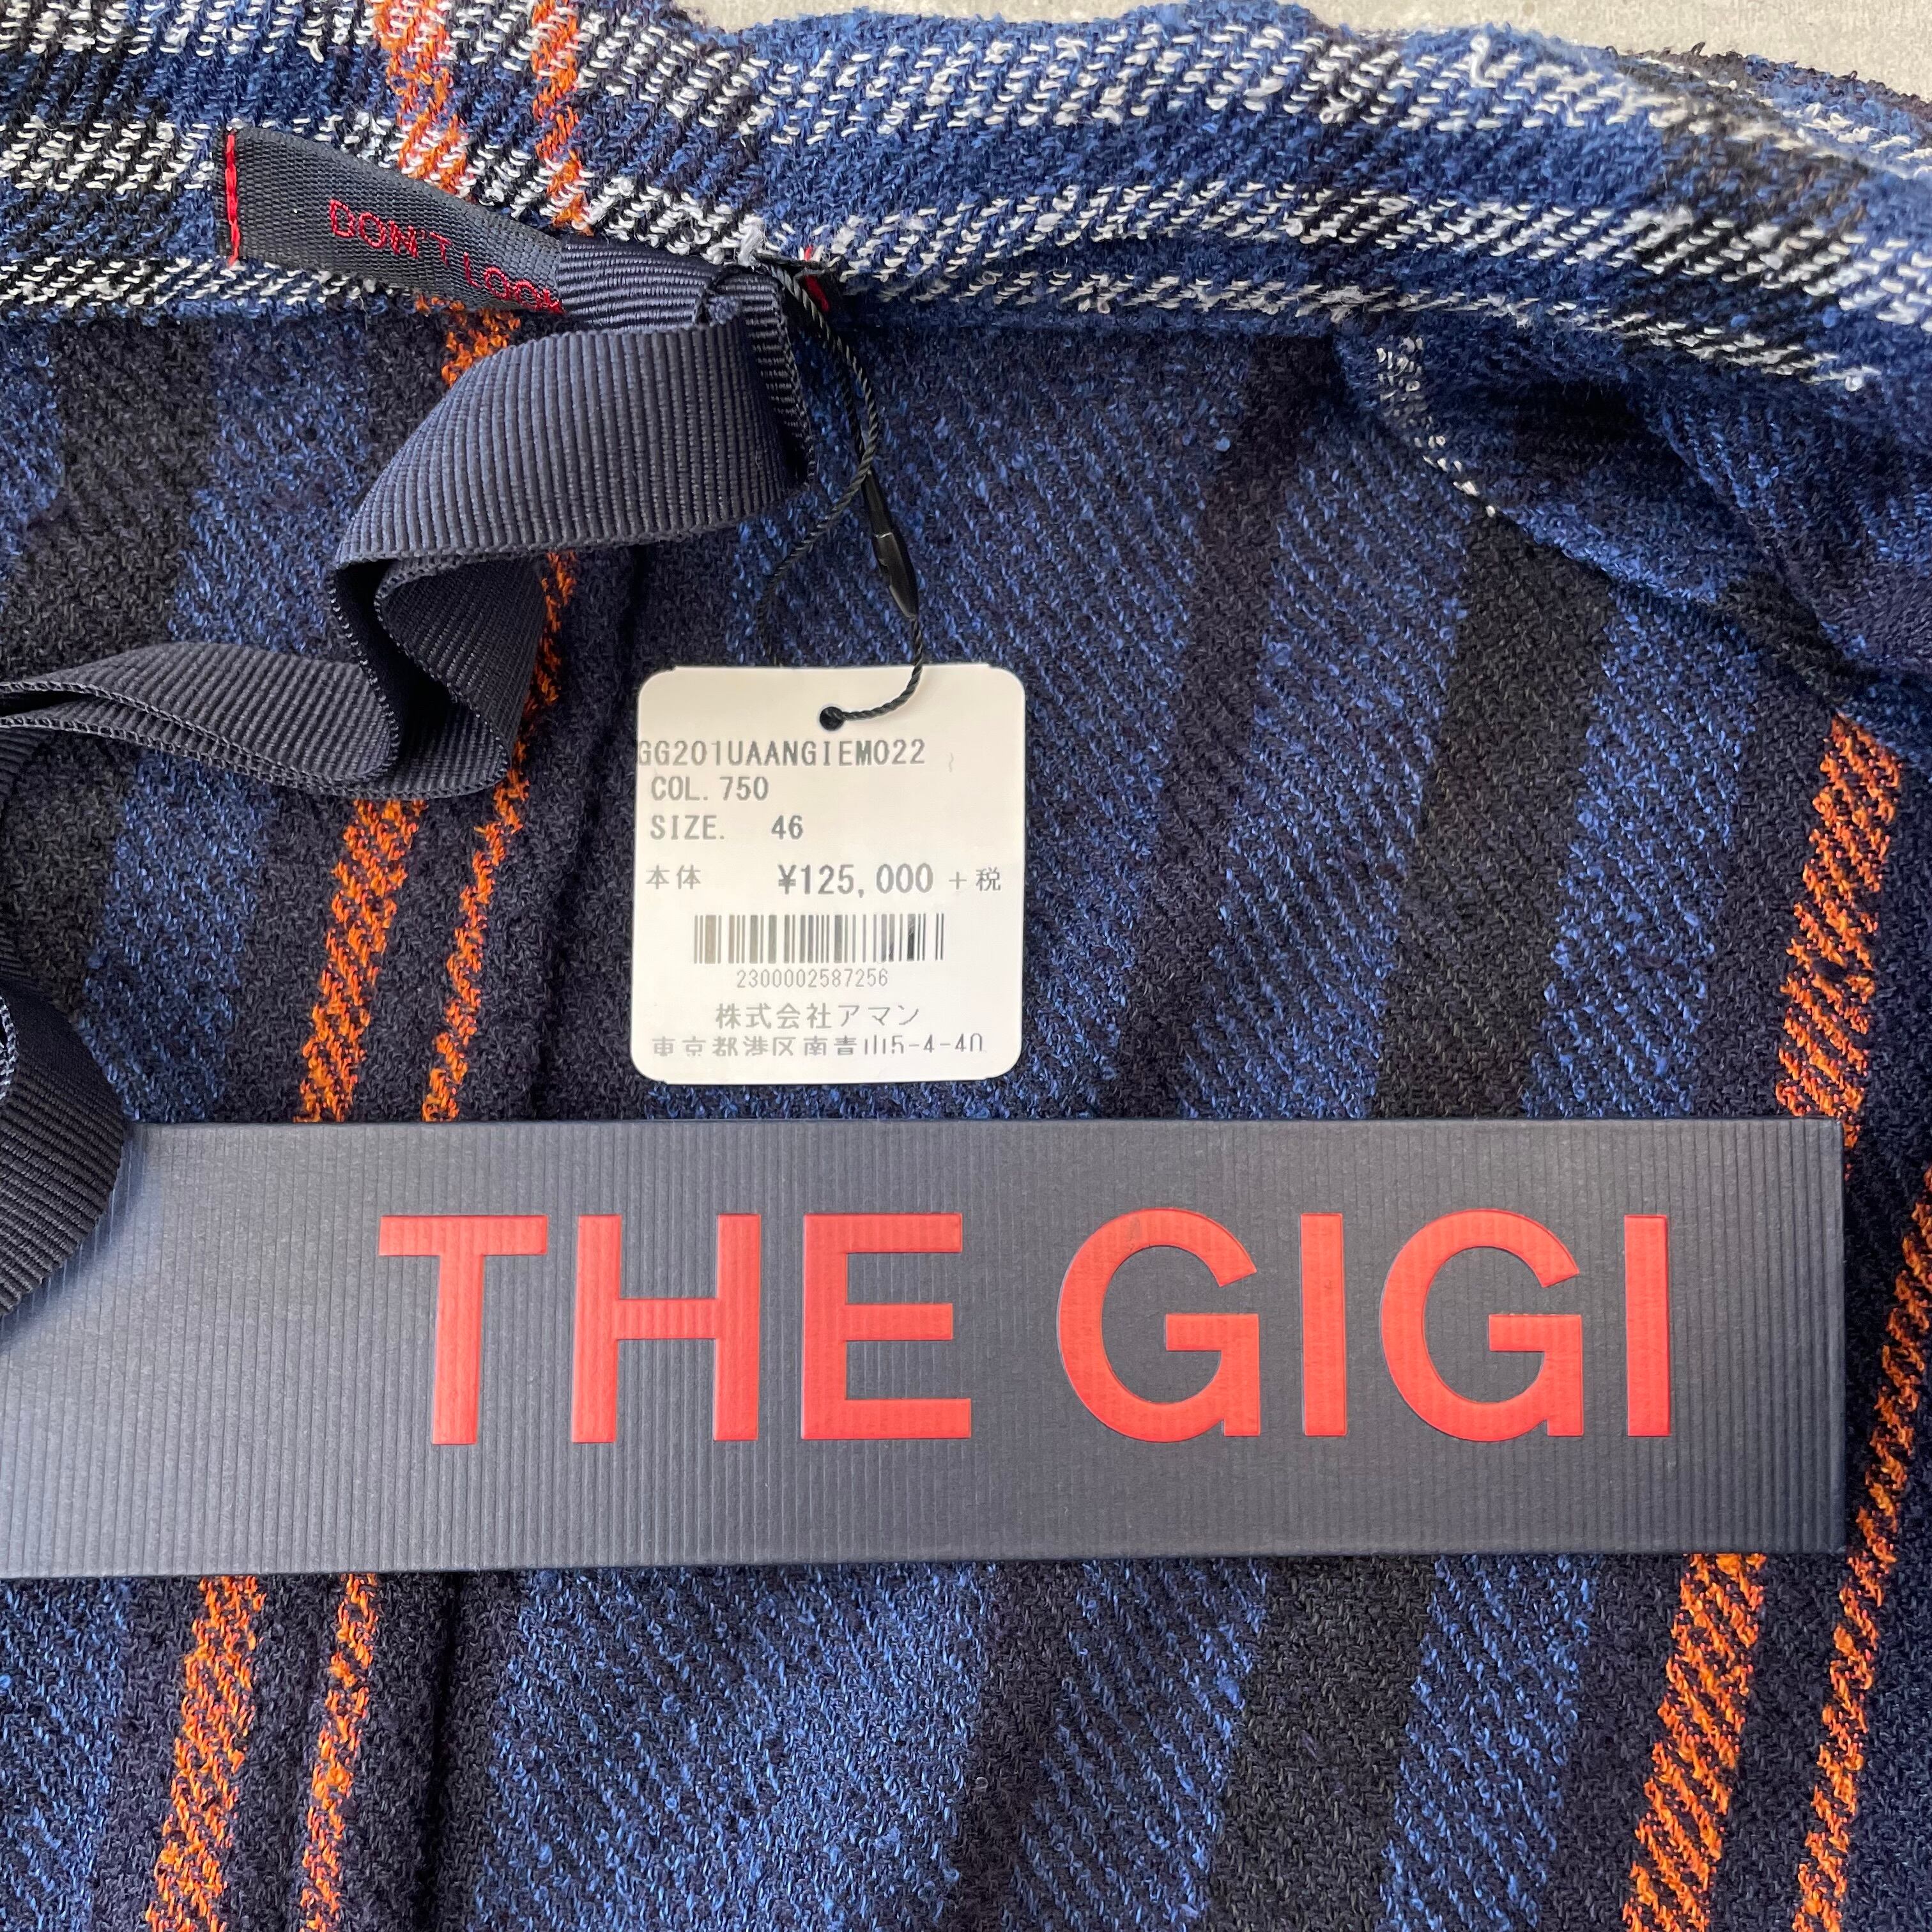 DON'T LOOK
GG201UAANGIEM022
COL. 750
SIZE. 46
本体 ¥125,000 +税
2300002587256
株式会社アマン
東京都港区南青山5-4-40
THE GIGI